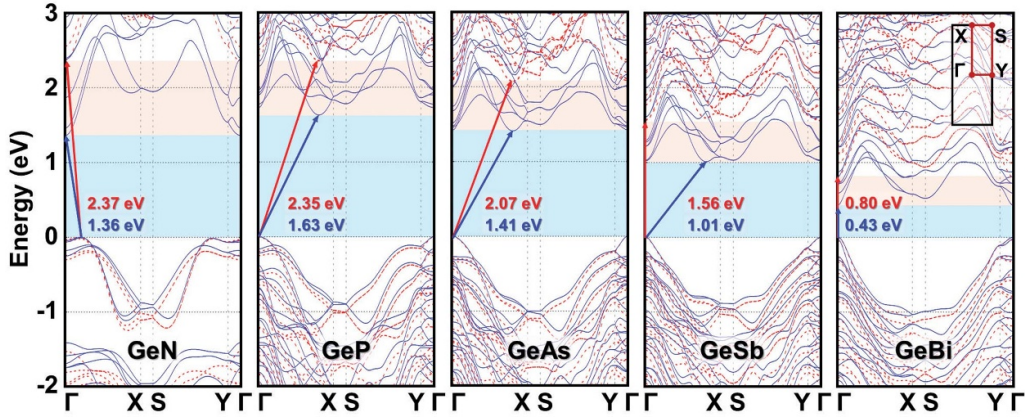 3
2
1
0
-1
-2
Energy (eV)
2.37 eV
1.36 eV
GeN
2.35 eV
1.63 eV
GeP
2.07 eV
1.41 eV
GeAs
1.56 eV
1.01 eV
GeSb
X S
Γ Y
0.80 eV
0.43 eV
GeBi
Γ X S Y Γ
Γ X S Y Γ
Γ X S Y Γ
Γ X S Y Γ
Γ X S Y Γ